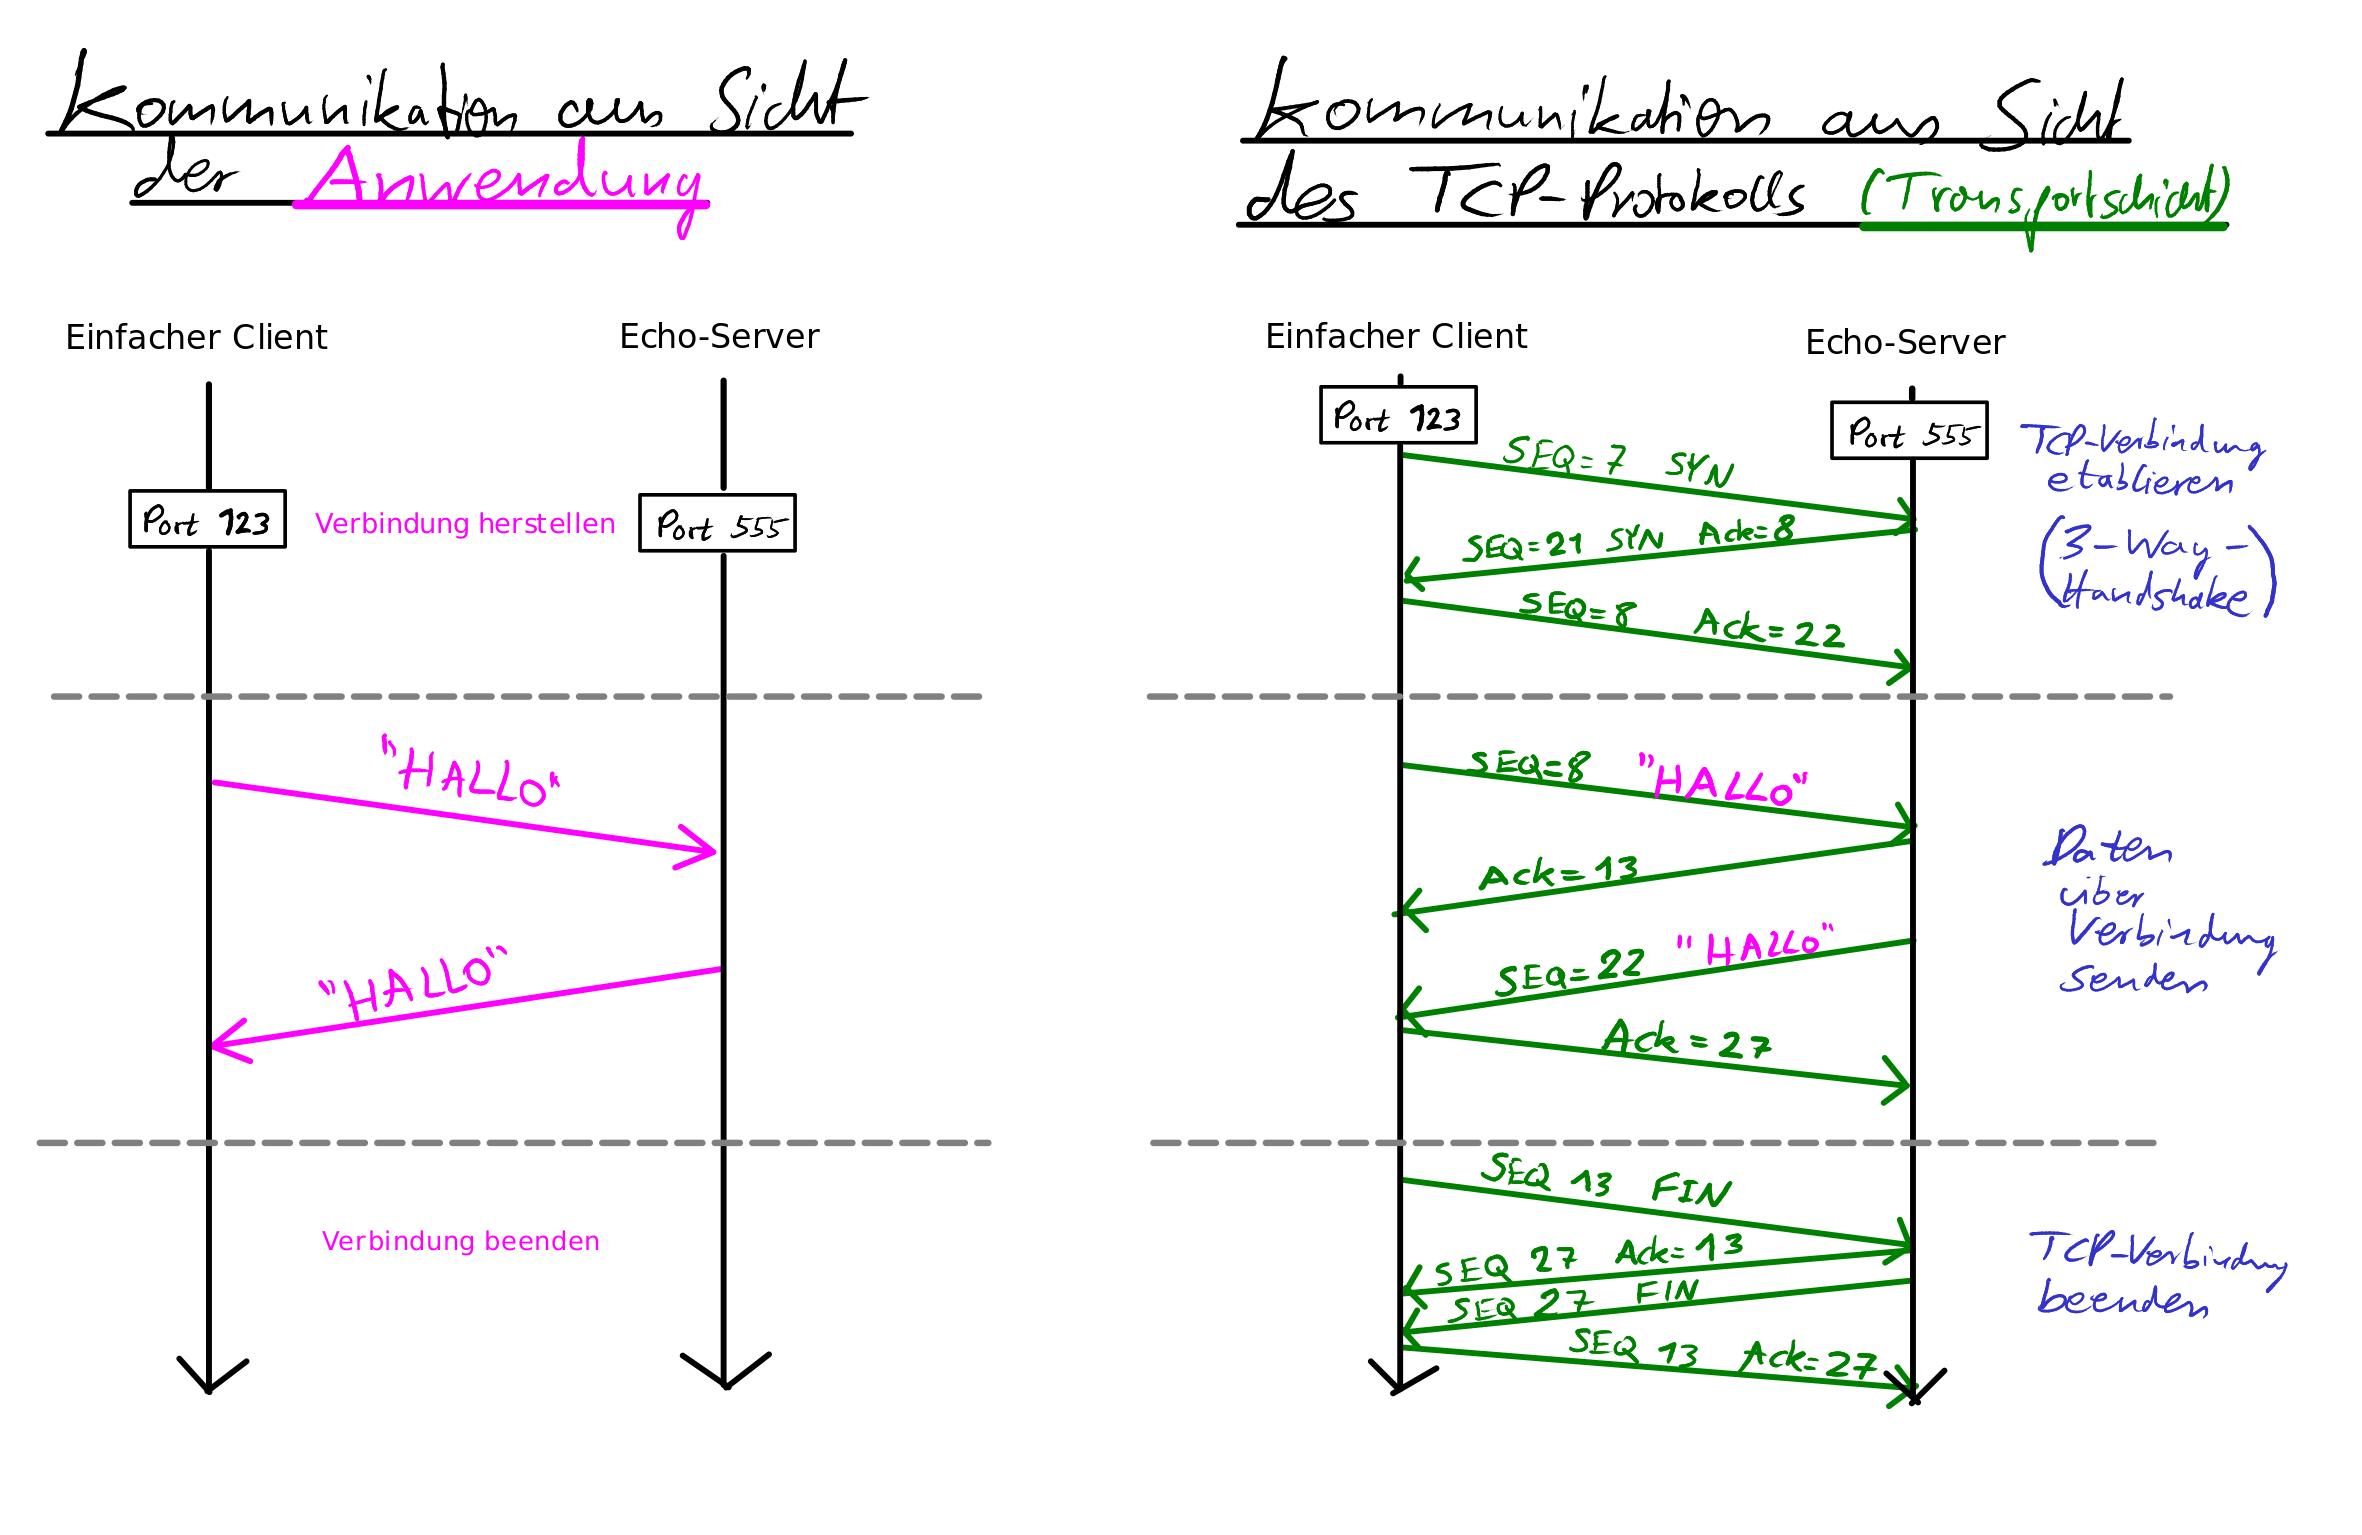 Kommunikation aus Sicht
der Anwendung
Einfacher Client
Echo-Server
Port 123
Verbindung herstellen
Port 555
"HALLO"
"HALLO"
Verbindung beenden
Kommunikation aus Sicht
des TCP-Protokolls (Transportschicht)
Einfacher Client
Echo-Server
Port 123
Port 555
SEQ=7 SYN
SEQ=21 SYN Ack=8
SEQ=8 Ack=22
TCP-Verbindung
etablieren
(3-Way-
Handshake)
SEQ=8 "HALLO"
Ack=13
SEQ=22 "HALLO"
Ack=27
Daten
über
Verbindung
senden
SEQ 13 FIN
SEQ 27 Ack=13
SEQ 27 FIN
SEQ 13 Ack=27
TCP-Verbindung
beenden